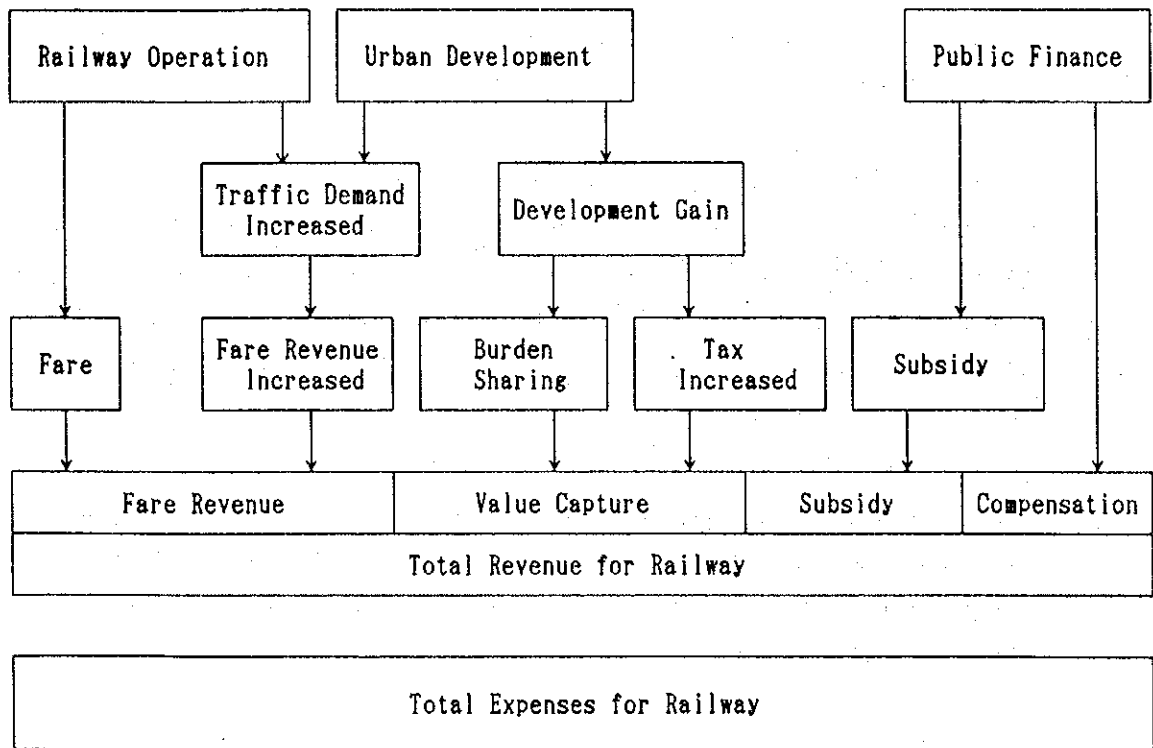 Railway Operation
Urban Development
Public Finance
Traffic Demand
Increased
Development Gain
Fare
Fare Revenue
Increased
Burden
Sharing
Tax
Increased
Subsidy
Fare Revenue
Value Capture
Subsidy
Compensation
Total Revenue for Railway
Total Expenses for Railway